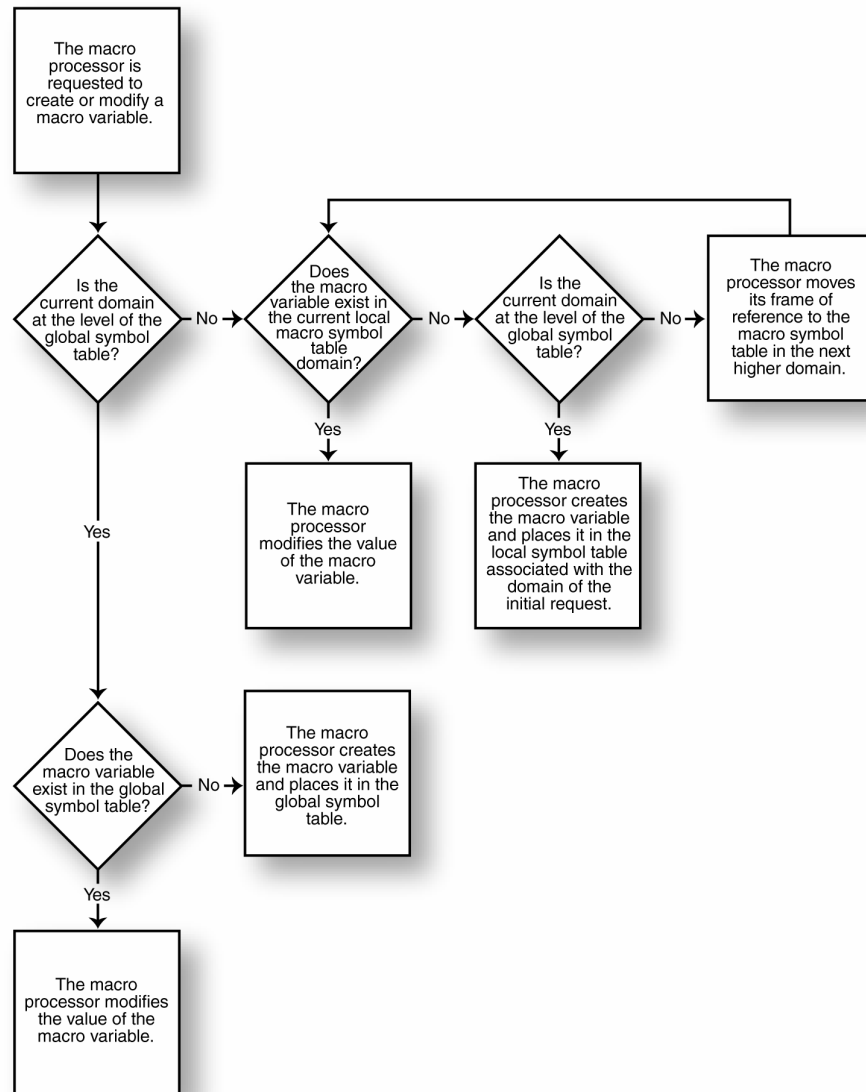 The macro
processor is
requested to
create or modify a
macro variable.
Is the
current domain
at the level of the
global symbol
table?
No
Does
the macro
variable exist in
the current local
macro symbol
table
domain?
No
Is the
current domain
at the level of the
global symbol
table?
No
The macro
processor moves
its frame of
reference to the
macro symbol
table in the next
higher domain.
Yes
Yes
The macro
processor
modifies the value
of the macro
variable.
The macro
processor creates
the macro variable
and places it in the
local symbol table
associated with the
domain of the
initial request.
Yes
Does the
macro variable
exist in the global
symbol table?
No
The macro
processor creates
the macro variable
and places it in the
global symbol
table.
Yes
The macro
processor modifies
the value of the
macro variable.